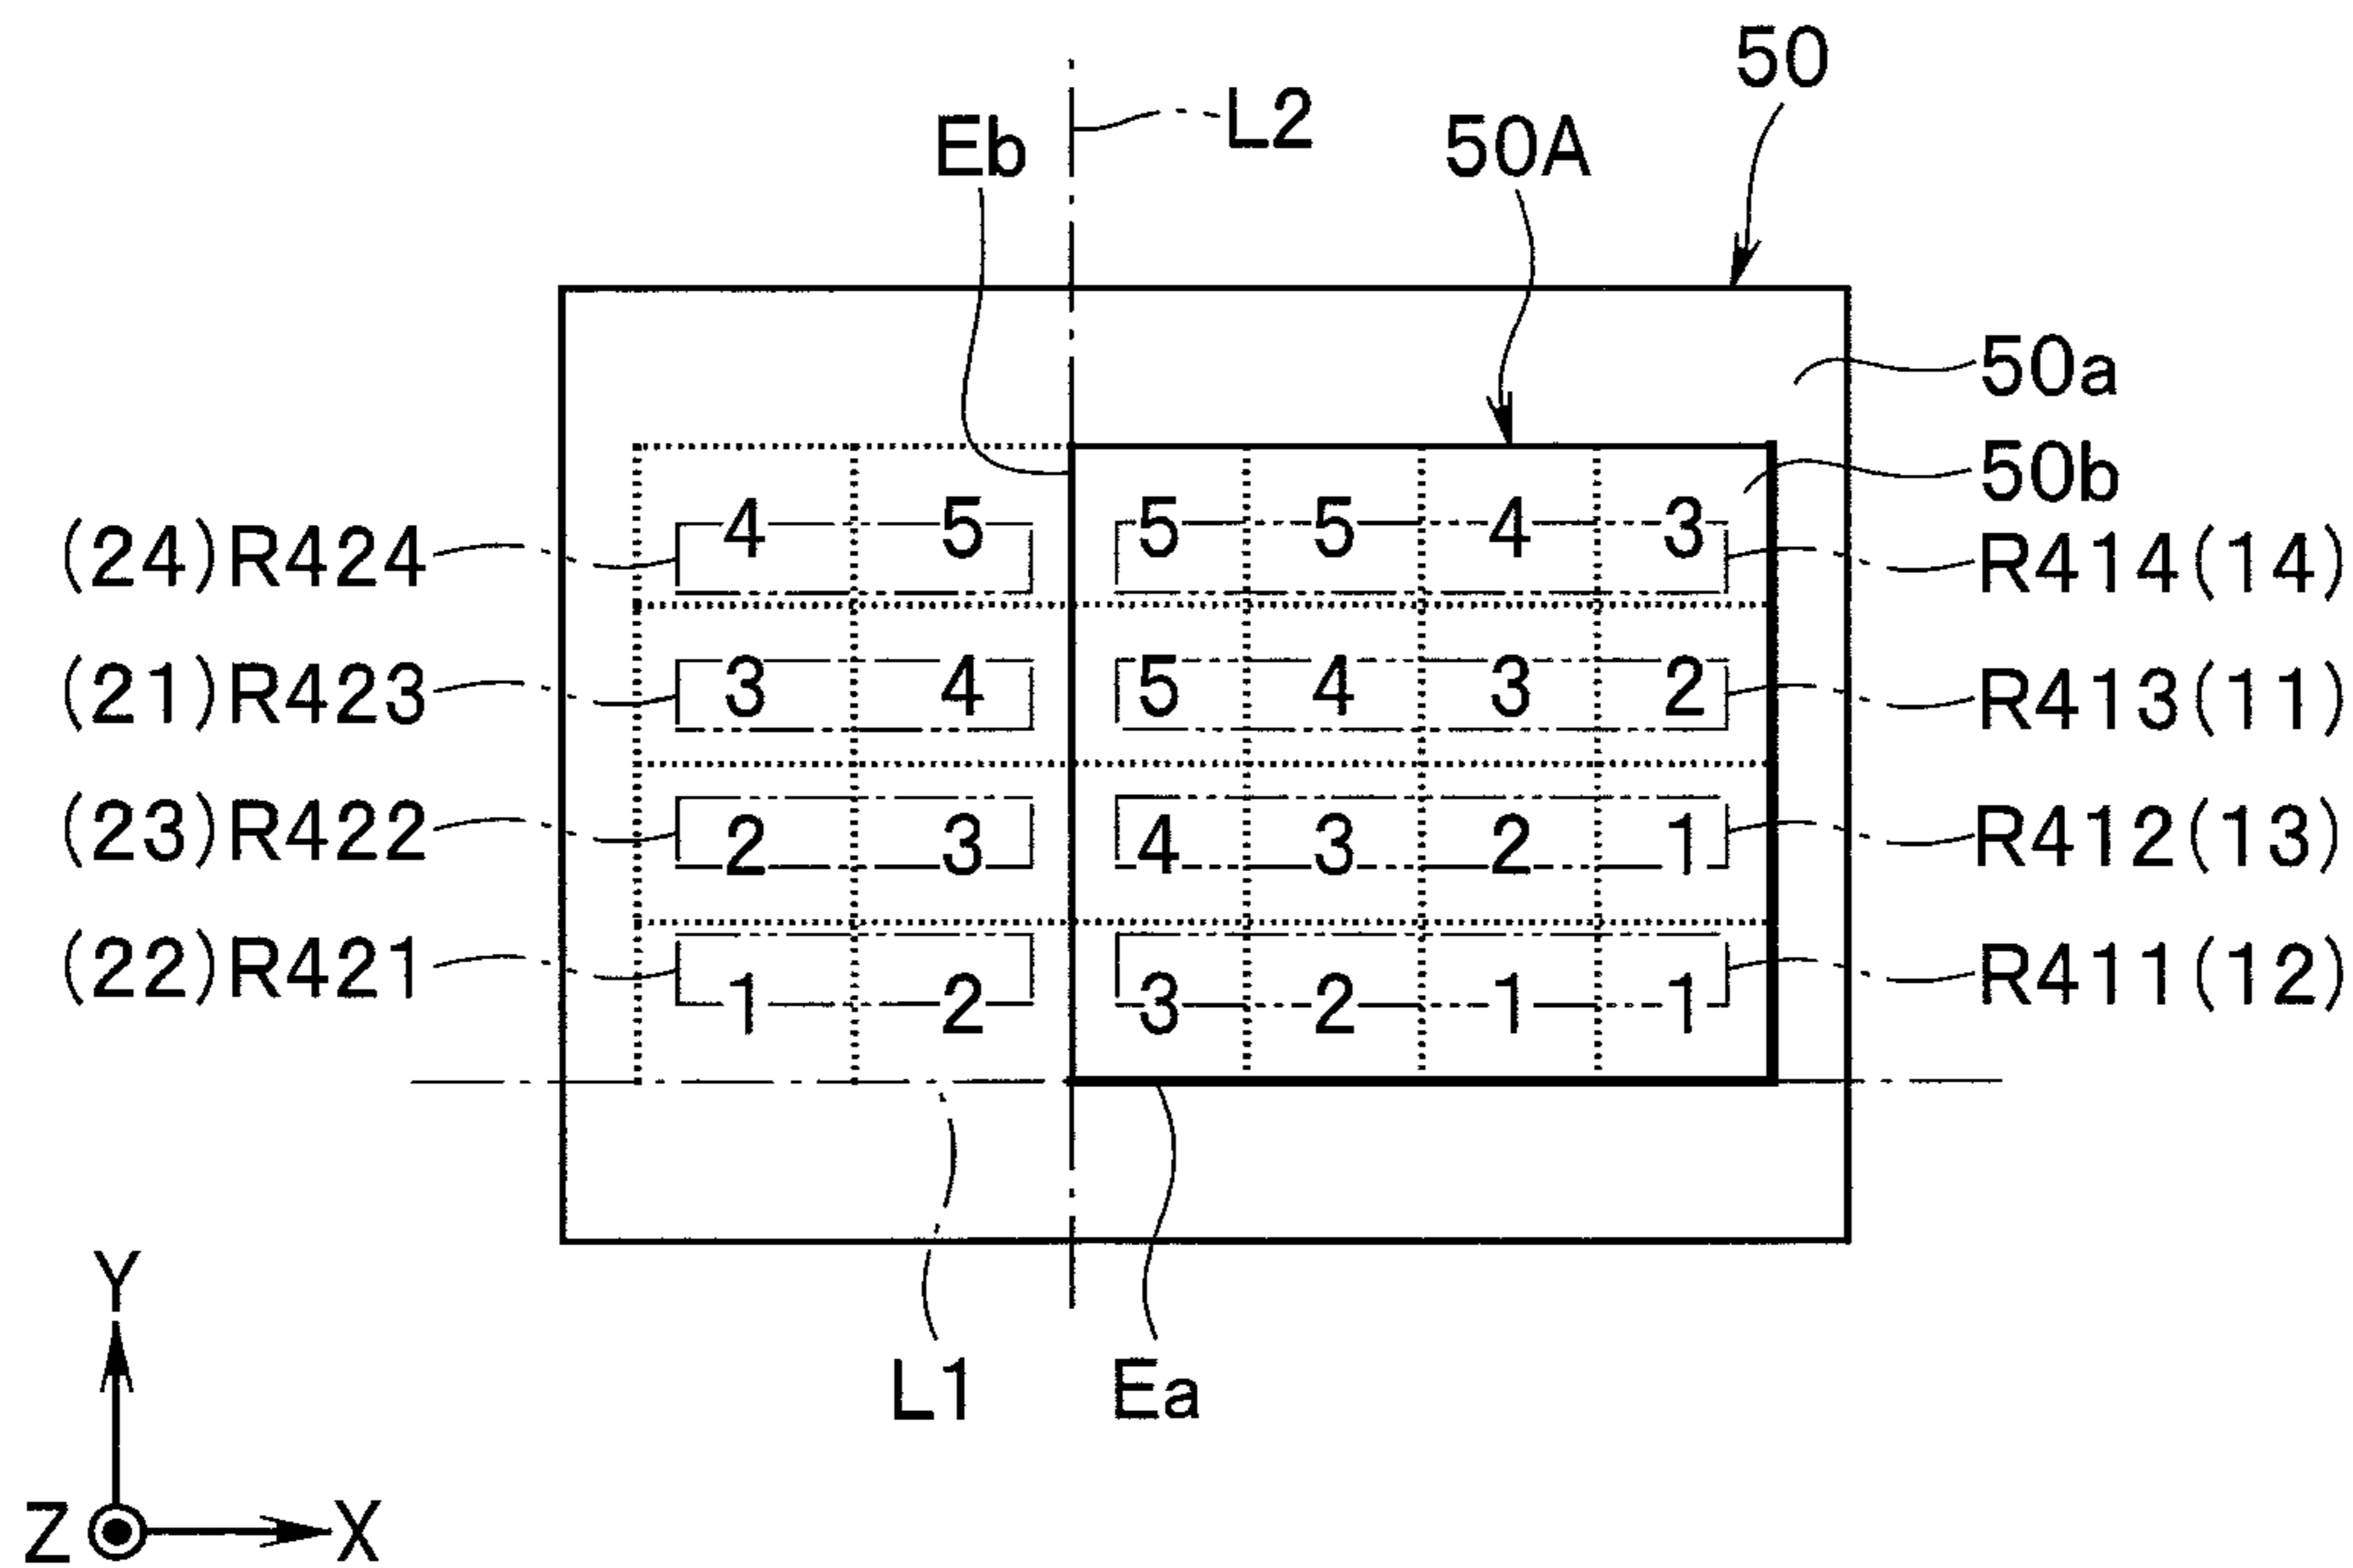 50
L2
Eb
50A
50a
50b
4 5 5 5 4 3
(24)R424
R414(14)
3 4 5 4 3 2
(21)R423
R413(11)
2 3 4 3 2 1
(23)R422
R412(13)
1 2 3 2 1 1
(22)R421
R411(12)
L1
Ea
Y
Z
X